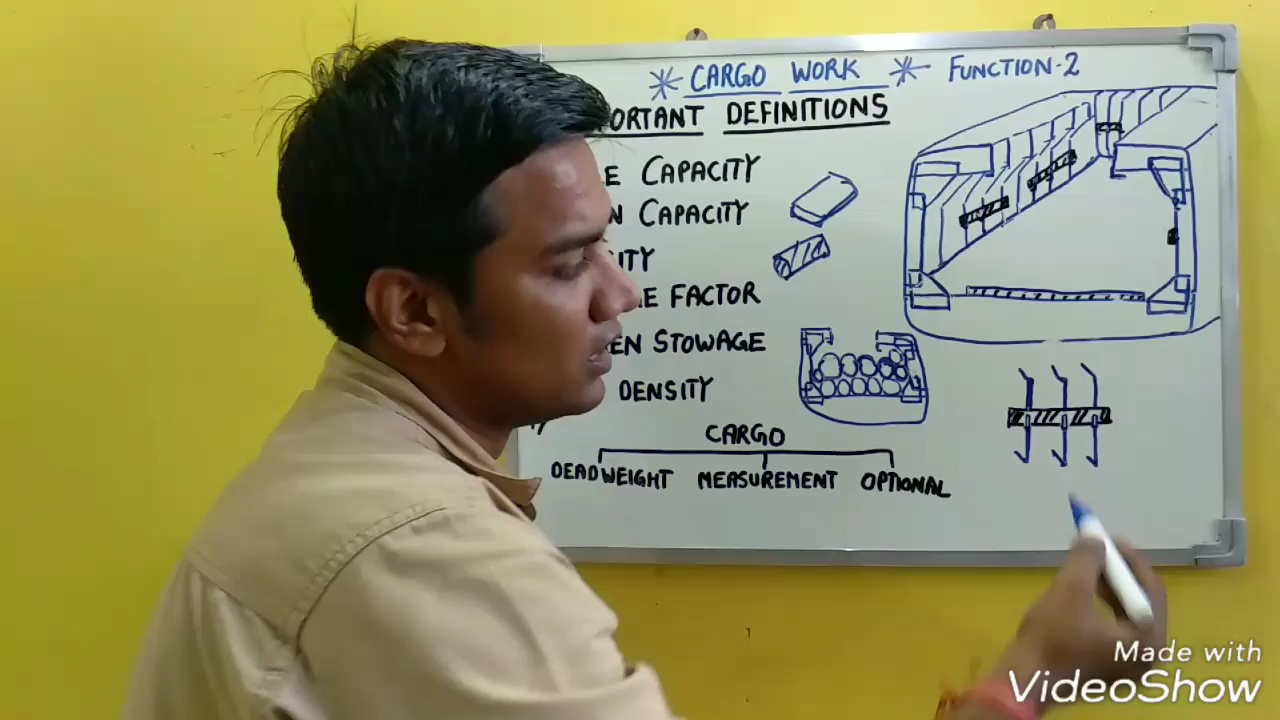 * CARGO WORK * FUNCTION-2
ORTANT DEFINITIONS
E CAPACITY
N CAPACITY
ITY
E FACTOR
EN STOWAGE
DENSITY
CARGO
DEADWEIGHT MEASUREMENT OPTIONAL
Made with
VideoShow